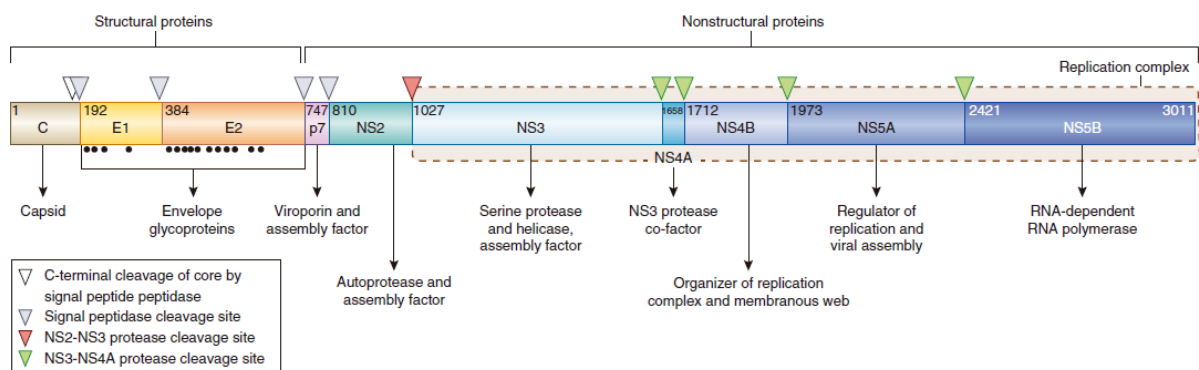 Structural proteins
Nonstructural proteins
Replication complex
1
192
384
747
810
1027
1658
1712
1973
2421
3011
C
E1
E2
p7
NS2
NS3
NS4B
NS5A
NS5B
NS4A
Capsid
Envelope
glycoproteins
Viroporin and
assembly factor
Serine protease
and helicase,
assembly factor
NS3 protease
co-factor
Regulator of
replication and
viral assembly
RNA-dependent
RNA polymerase
Autoprotease and
assembly factor
Organizer of replication
complex and membranous web
C-terminal cleavage of core by
signal peptide peptidase
Signal peptidase cleavage site
NS2-NS3 protease cleavage site
NS3-NS4A protease cleavage site